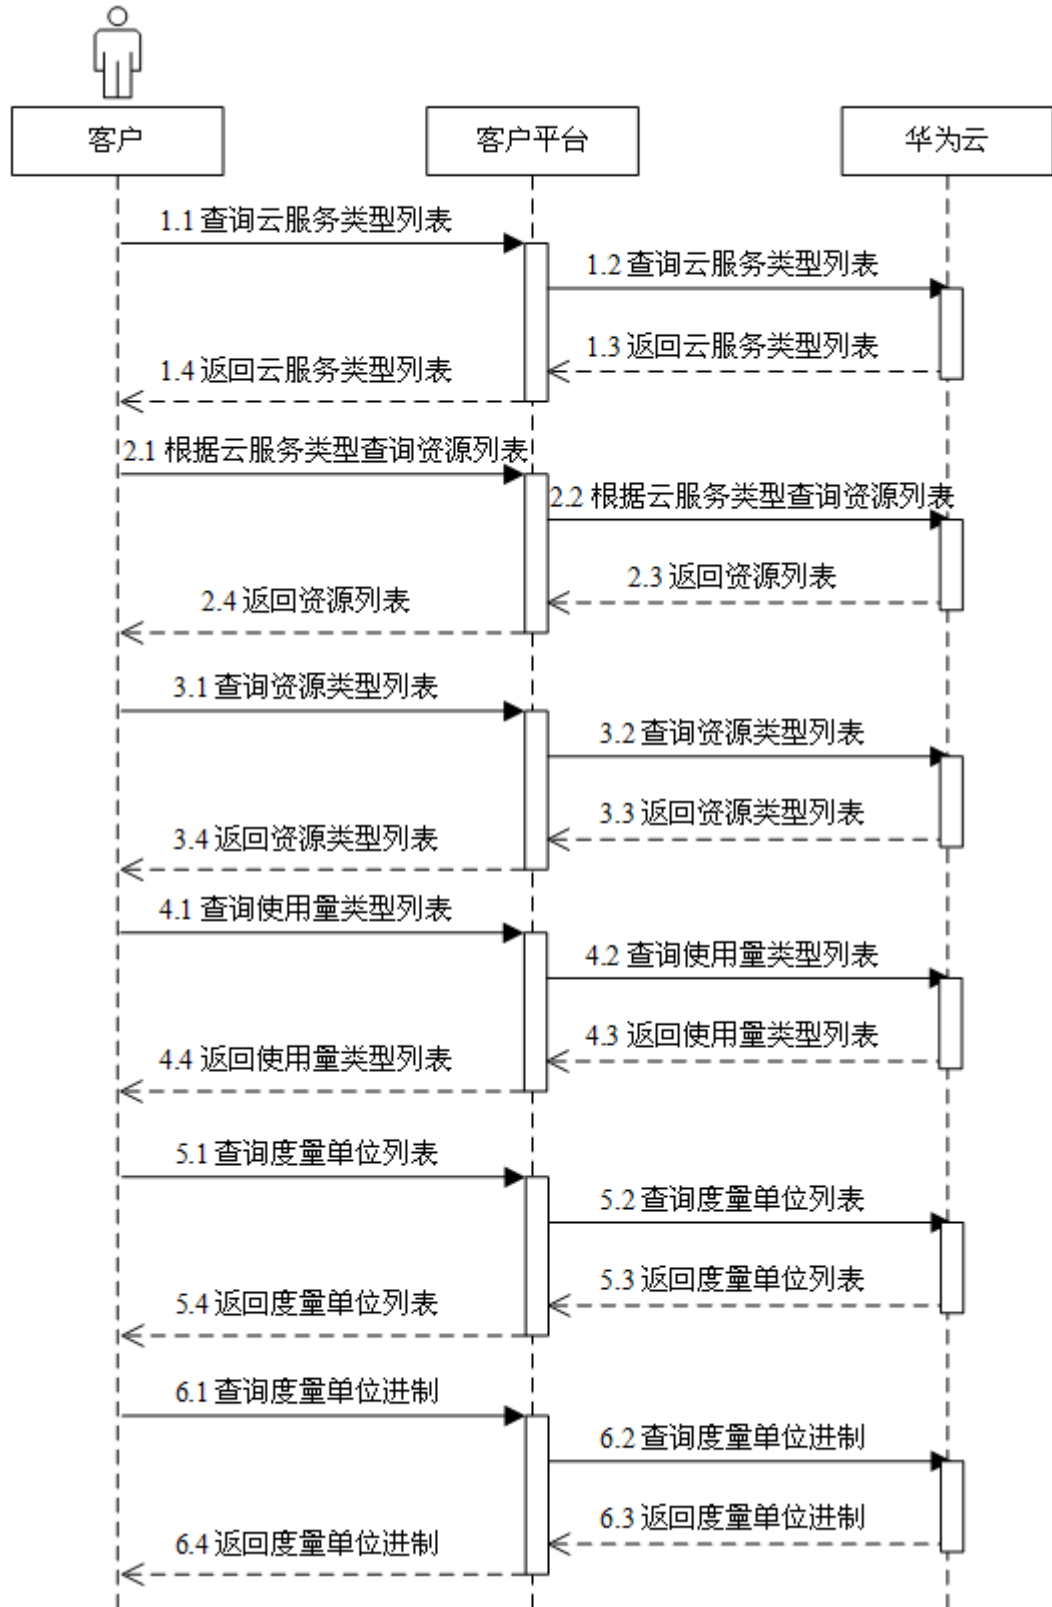 客户
客户平台
华为云
1.1 查询云服务类型列表
1.2 查询云服务类型列表
1.3 返回云服务类型列表
1.4 返回云服务类型列表
2.1 根据云服务类型查询资源列表
2.2 根据云服务类型查询资源列表
2.3 返回资源列表
2.4 返回资源列表
3.1 查询资源类型列表
3.2 查询资源类型列表
3.3 返回资源类型列表
3.4 返回资源类型列表
4.1 查询使用量类型列表
4.2 查询使用量类型列表
4.3 返回使用量类型列表
4.4 返回使用量类型列表
5.1 查询度量单位列表
5.2 查询度量单位列表
5.3 返回度量单位列表
5.4 返回度量单位列表
6.1 查询度量单位进制
6.2 查询度量单位进制
6.3 返回度量单位进制
6.4 返回度量单位进制